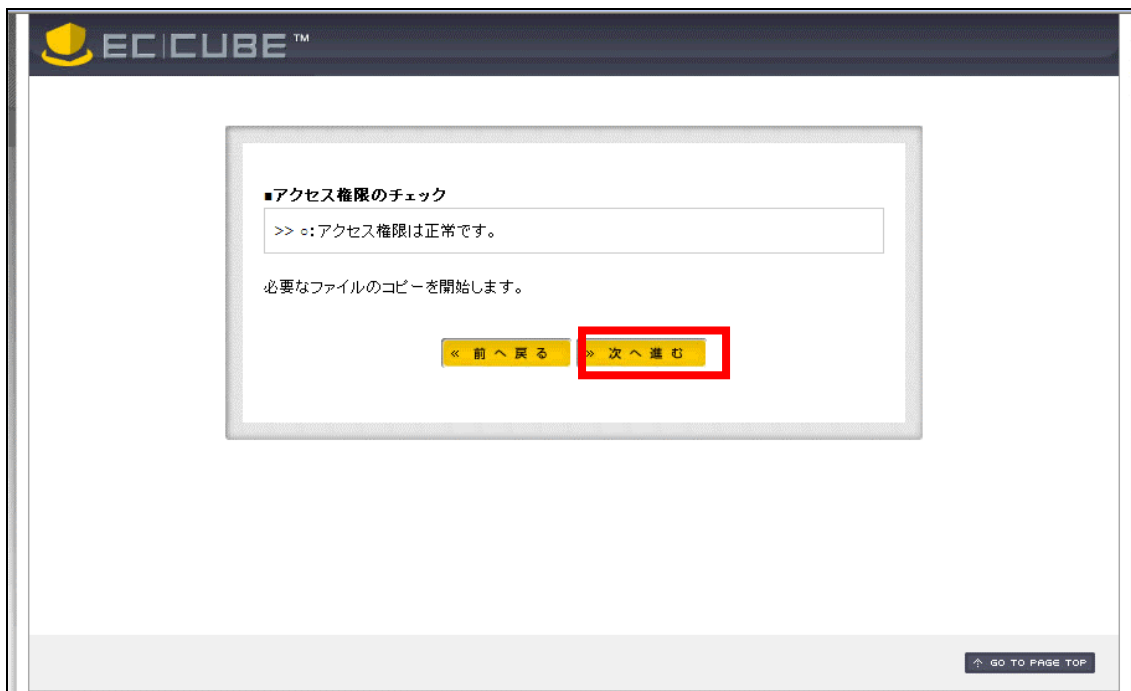 EC CUBE™
■アクセス権限のチェック
>> ○:アクセス権限は正常です。
必要なファイルのコピーを開始します。
« 前へ戻る » 次へ進む
↑ GO TO PAGE TOP